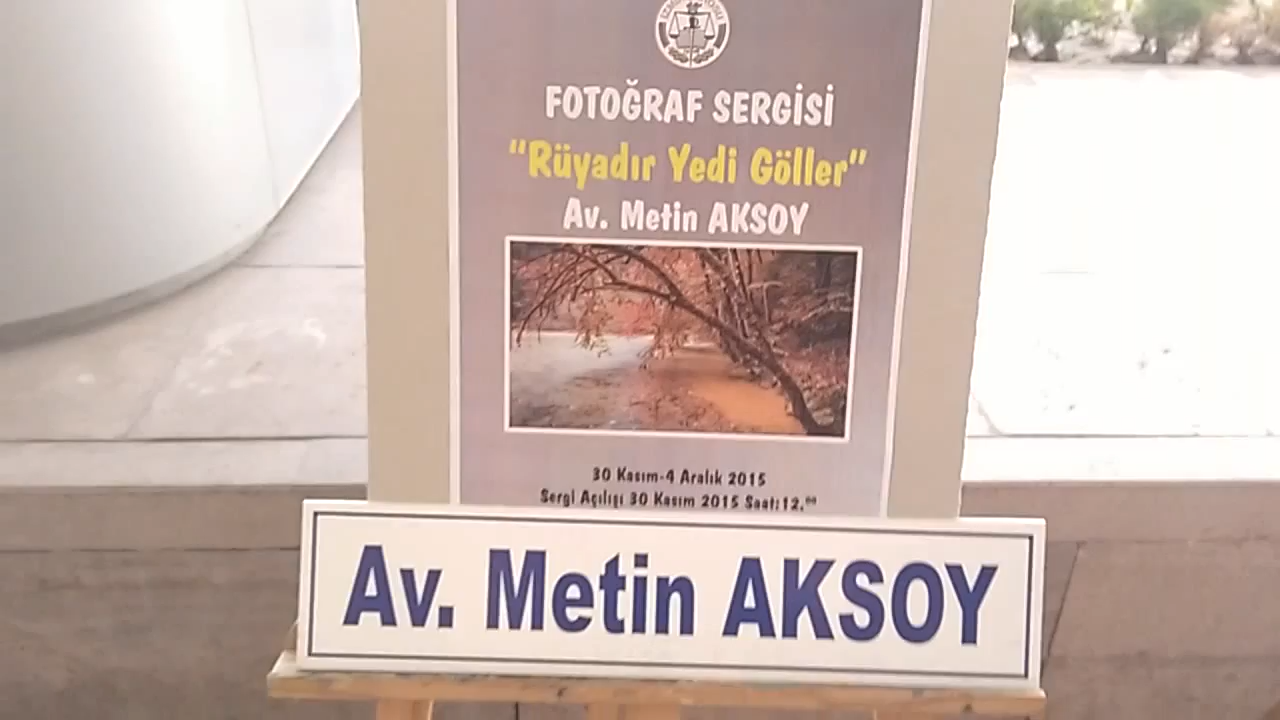 FOTOĞRAF SERGİSİ
"Rüyadır Yedi Göller"
Av. Metin AKSOY
30 Kasım-4 Aralık 2015
Sergi Açılışı 30 Kasım 2015 Saat:12.⁰⁰
Av. Metin AKSOY